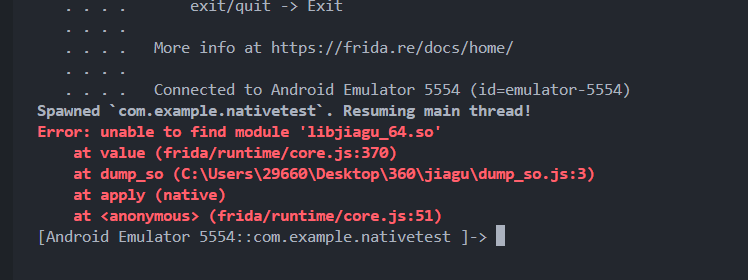 . . . .       exit/quit -> Exit
. . . .
. . . .   More info at https://frida.re/docs/home/
. . . .
. . . .   Connected to Android Emulator 5554 (id=emulator-5554)
Spawned `com.example.nativetest`. Resuming main thread!
Error: unable to find module 'libjiagu_64.so'
    at value (frida/runtime/core.js:370)
    at dump_so (C:\Users\29660\Desktop\360\jiagu\dump_so.js:3)
    at apply (native)
    at <anonymous> (frida/runtime/core.js:51)
[Android Emulator 5554::com.example.nativetest ]->